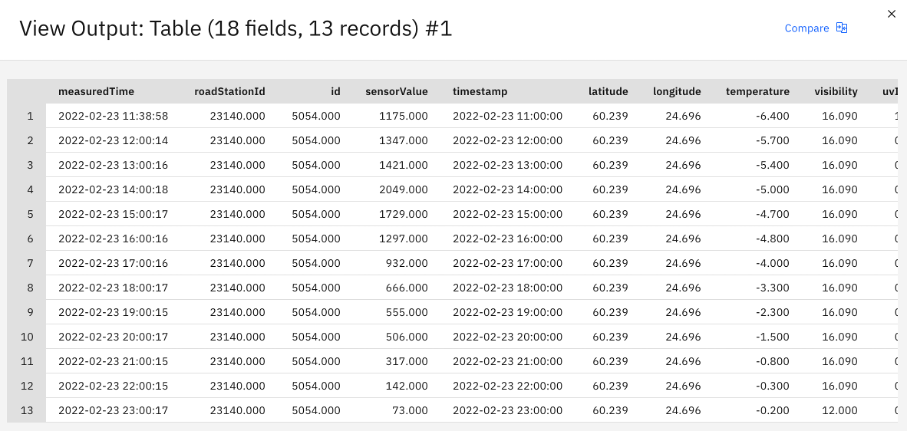 View Output: Table (18 fields, 13 records) #1
Compare
measuredTime roadStationId id sensorValue timestamp latitude longitude temperature visibility
1 2022-02-23 11:38:58 23140.000 5054.000 1175.000 2022-02-23 11:00:00 60.239 24.696 -6.400 16.090
2 2022-02-23 12:00:14 23140.000 5054.000 1347.000 2022-02-23 12:00:00 60.239 24.696 -5.700 16.090
3 2022-02-23 13:00:16 23140.000 5054.000 1421.000 2022-02-23 13:00:00 60.239 24.696 -5.400 16.090
4 2022-02-23 14:00:18 23140.000 5054.000 2049.000 2022-02-23 14:00:00 60.239 24.696 -5.000 16.090
5 2022-02-23 15:00:17 23140.000 5054.000 1729.000 2022-02-23 15:00:00 60.239 24.696 -4.700 16.090
6 2022-02-23 16:00:16 23140.000 5054.000 1297.000 2022-02-23 16:00:00 60.239 24.696 -4.800 16.090
7 2022-02-23 17:00:16 23140.000 5054.000 932.000 2022-02-23 17:00:00 60.239 24.696 -4.000 16.090
8 2022-02-23 18:00:17 23140.000 5054.000 666.000 2022-02-23 18:00:00 60.239 24.696 -3.300 16.090
9 2022-02-23 19:00:15 23140.000 5054.000 555.000 2022-02-23 19:00:00 60.239 24.696 -2.300 16.090
10 2022-02-23 20:00:17 23140.000 5054.000 506.000 2022-02-23 20:00:00 60.239 24.696 -1.500 16.090
11 2022-02-23 21:00:15 23140.000 5054.000 317.000 2022-02-23 21:00:00 60.239 24.696 -0.800 16.090
12 2022-02-23 22:00:15 23140.000 5054.000 142.000 2022-02-23 22:00:00 60.239 24.696 -0.300 16.090
13 2022-02-23 23:00:17 23140.000 5054.000 73.000 2022-02-23 23:00:00 60.239 24.696 -0.200 12.000